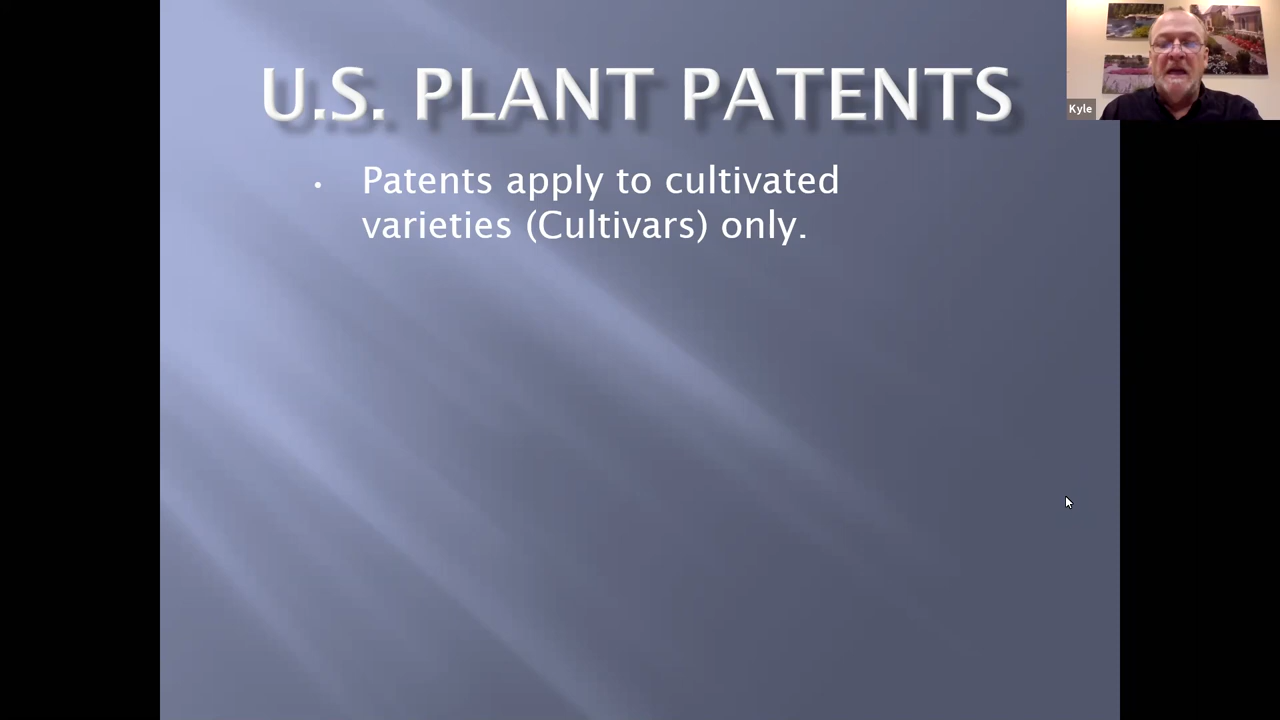 U.S. PLANT PATENTS
• Patents apply to cultivated
varieties (Cultivars) only.
Kyle